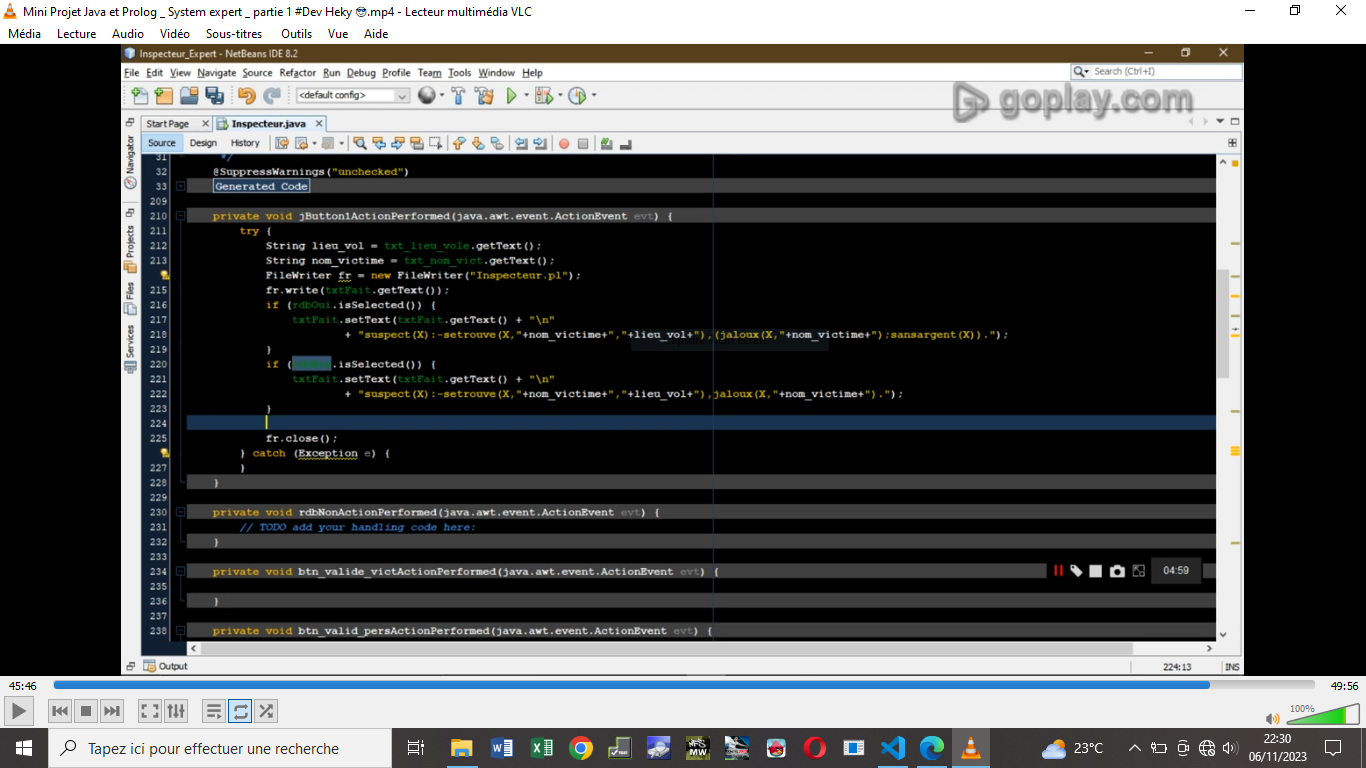 Mini Projet Java et Prolog _ System expert _ partie 1 #Dev Heky 😎.mp4 - Lecteur multimédia VLC
Média Lecture Audio Vidéo Sous-titres Outils Vue Aide
Inspecteur_Expert - NetBeans IDE 8.2
File Edit View Navigate Source Refactor Run Debug Profile Team Tools Window Help
Search (Ctrl+I)
<default config>
goplay.com
Start Page Inspecteur.java
Source Design History
Navigator
Projects
Files
Services
31 */
32 @SuppressWarnings("unchecked")
33 Generated Code
209
210 private void jButton1ActionPerformed(java.awt.event.ActionEvent evt) {
211 try {
212 String lieu_vol = txt_lieu_vole.getText();
213 String nom_victime = txt_nom_vict.getText();
FileWriter fr = new FileWriter("Inspecteur.pl");
215 fr.write(txtFait.getText());
216 if (rdbOui.isSelected()) {
217 txtFait.setText(txtFait.getText() + "\n"
218 + "suspect(X):-setrouve(X,"+nom_victime+","+lieu_vol+"),(jaloux(X,"+nom_victime+");sansargent(X)).");
219 }
220 if (.isSelected()) {
221 txtFait.setText(txtFait.getText() + "\n"
222 + "suspect(X):-setrouve(X,"+nom_victime+","+lieu_vol+"),jaloux(X,"+nom_victime+").");
223 }
224
225 fr.close();
} catch (Exception e) {
227 }
228 }
229
230 private void rdbNonActionPerformed(java.awt.event.ActionEvent evt) {
231 // TODO add your handling code here:
232 }
233
234 private void btn_valide_victActionPerformed(java.awt.event.ActionEvent evt) {
235
236 }
237
238 private void btn_valid_persActionPerformed(java.awt.event.ActionEvent evt) {
04:59
Output
224:13 INS
45:46
49:56
100%
Tapez ici pour effectuer une recherche
23°C
22:30
06/11/2023